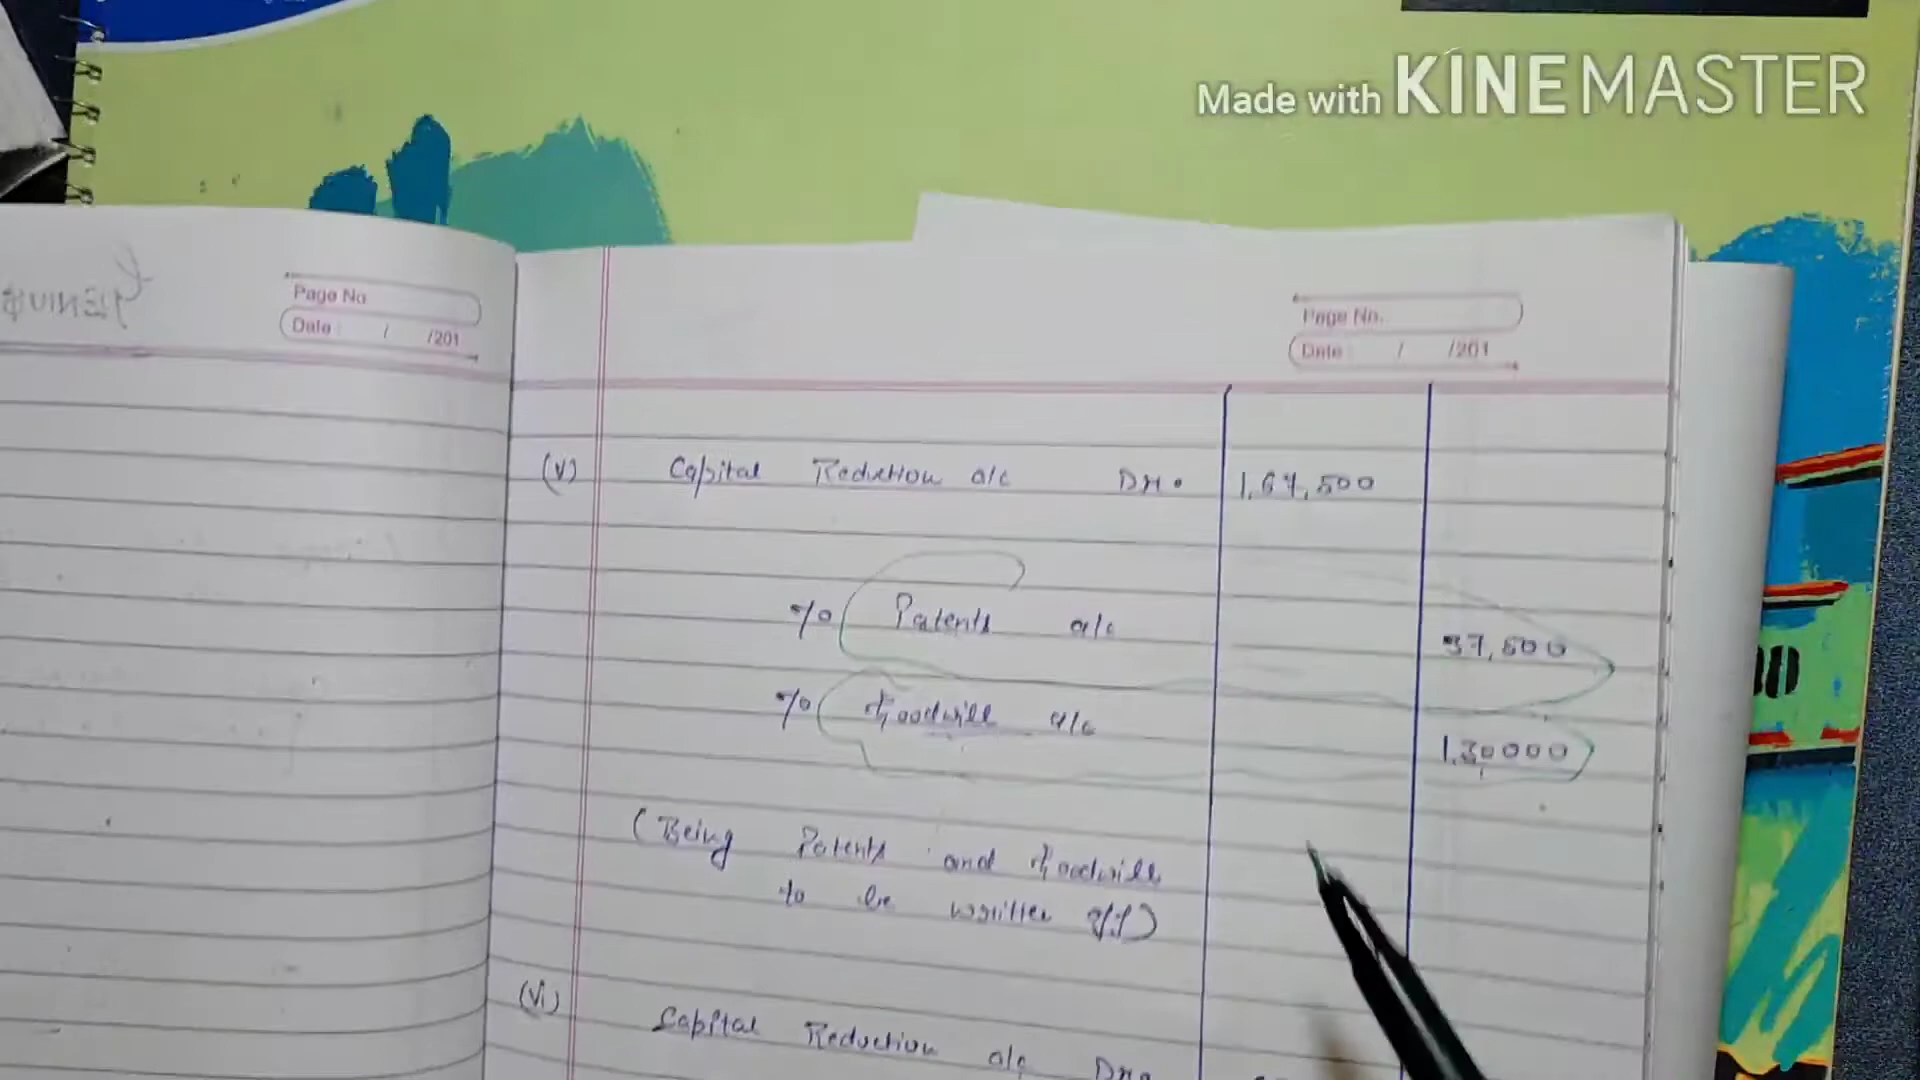 Made with KINEMASTER
Page No
Date : / /201
Page No.
Date : / /201
(V) Capital Reduction a/c Dr. 1,67,500
To Patents a/c 37,500
To Goodwill a/c 1,30000
(Being Patents and Goodwill
to be written off)
(Vi) Capital Reduction a/c Dr.